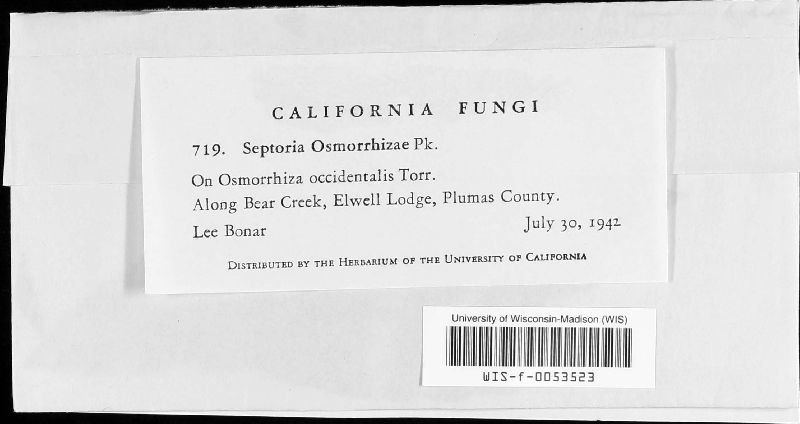 CALIFORNIA FUNGI
719. Septoria Osmorrhizae Pk.
On Osmorrhiza occidentalis Torr.
Along Bear Creek, Elwell Lodge, Plumas County.
Lee Bonar July 30, 1942
Distributed by the Herbarium of the University of California
University of Wisconsin-Madison (WIS)
WIS-f-0053523